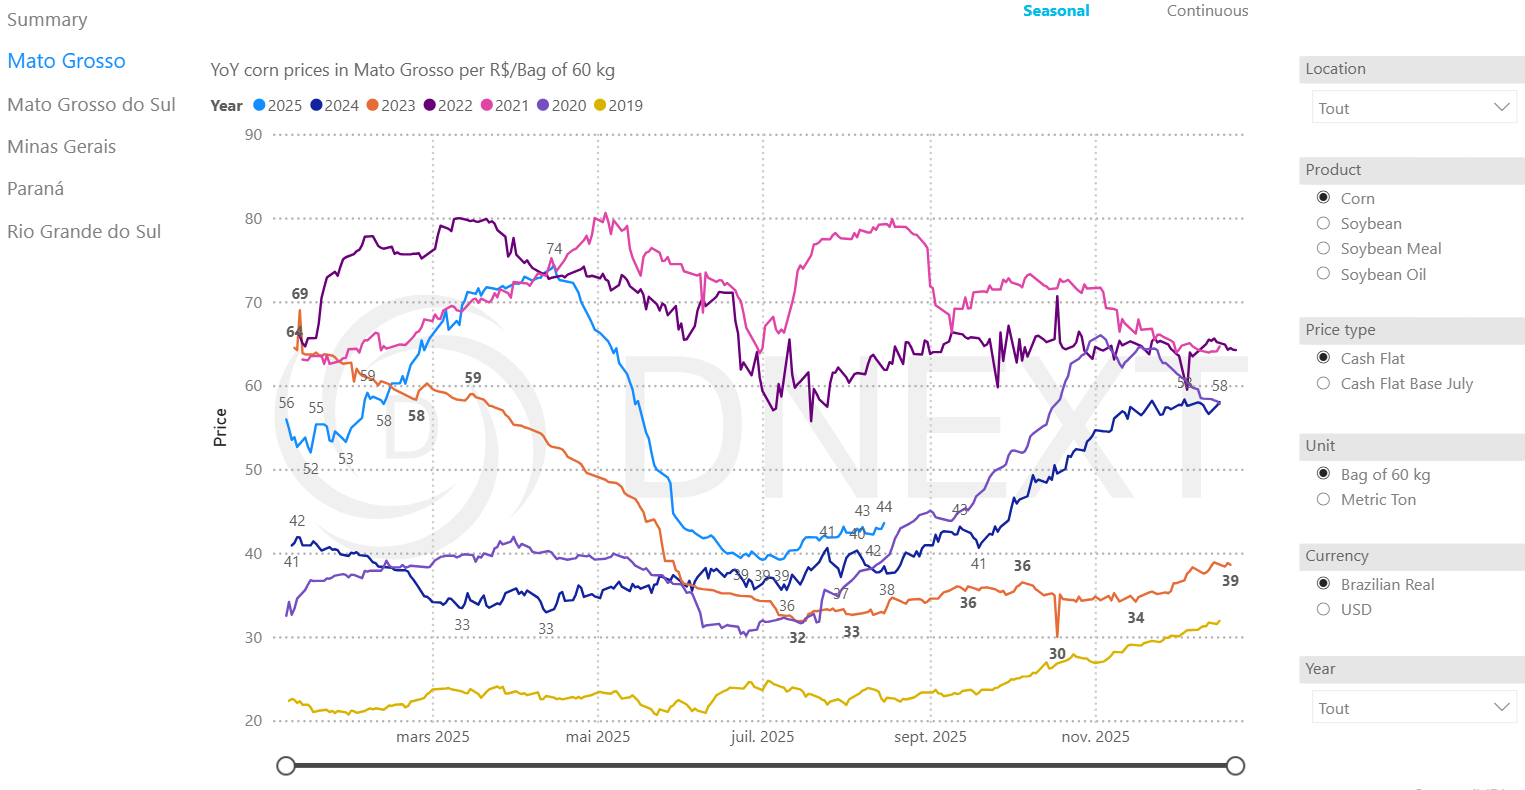 Summary
Mato Grosso
Mato Grosso do Sul
Minas Gerais
Paraná
Rio Grande do Sul
Seasonal Continuous
YoY corn prices in Mato Grosso per R$/Bag of 60 kg
Year 2025 2024 2023 2022 2021 2020 2019
Price
90
80
70
60
50
40
30
20
74
69
64
59
59
56
55
58
58
52
53
58
58
42
41
43
44
41
40
42
43
41
39 39 39
37
38
36
36
36
39
33
33
32
33
34
30
DNEXT
D
mars 2025 mai 2025 juil. 2025 sept. 2025 nov. 2025
Location
Tout
Product
Corn
Soybean
Soybean Meal
Soybean Oil
Price type
Cash Flat
Cash Flat Base July
Unit
Bag of 60 kg
Metric Ton
Currency
Brazilian Real
USD
Year
Tout